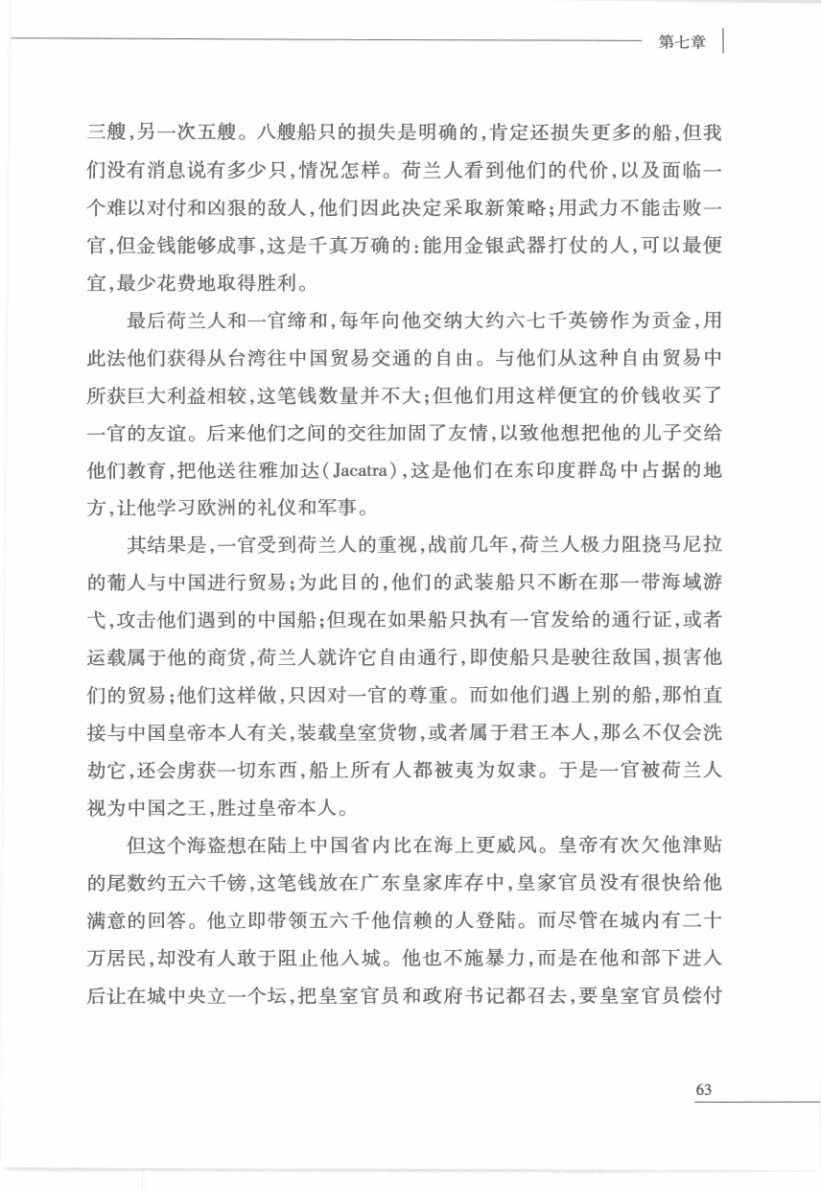 第七章
三艘,另一次五艘。八艘船只的损失是明确的,肯定还损失更多的船,但我
们没有消息说有多少只,情况怎样。荷兰人看到他们的代价,以及面临一
个难以对付和凶狠的敌人,他们因此决定采取新策略;用武力不能击败一
官,但金钱能够成事,这是千真万确的:能用金银武器打仗的人,可以最便
宜,最少花费地取得胜利。
最后荷兰人和一官缔和,每年向他交纳大约六七千英镑作为贡金,用
此法他们获得从台湾往中国贸易交通的自由。与他们从这种自由贸易中
所获巨大利益相较,这笔钱数量并不大;但他们用这样便宜的价钱收买了
一官的友谊。后来他们之间的交往加固了友情,以致他想把他的儿子交给
他们教育,把他送往雅加达(Jacatra),这是他们在东印度群岛中占据的地
方,让他学习欧洲的礼仪和军事。
其结果是,一官受到荷兰人的重视,战前几年,荷兰人极力阻挠马尼拉
的葡人与中国进行贸易;为此目的,他们的武装船只不断在那一带海域游
弋,攻击他们遇到的中国船;但现在如果船只执有一官发给的通行证,或者
运载属于他的商货,荷兰人就许它自由通行,即使船只是驶往敌国,损害他
们的贸易;他们这样做,只因对一官的尊重。而如他们遇上别的船,那怕直
接与中国皇帝本人有关,装载皇室货物,或者属于君王本人,那么不仅会洗
劫它,还会虏获一切东西,船上所有人都被夷为奴隶。于是一官被荷兰人
视为中国之王,胜过皇帝本人。
但这个海盗想在陆上中国省内比在海上更威风。皇帝有次欠他津贴
的尾数约五六千镑,这笔钱放在广东皇家库存中,皇家官员没有很快给他
满意的回答。他立即带领五六千他信赖的人登陆。而尽管在城内有二十
万居民,却没有人敢于阻止他入城。他也不施暴力,而是在他和部下进入
后让在城中央立一个坛,把皇室官员和政府书记都召去,要皇室官员偿付
63